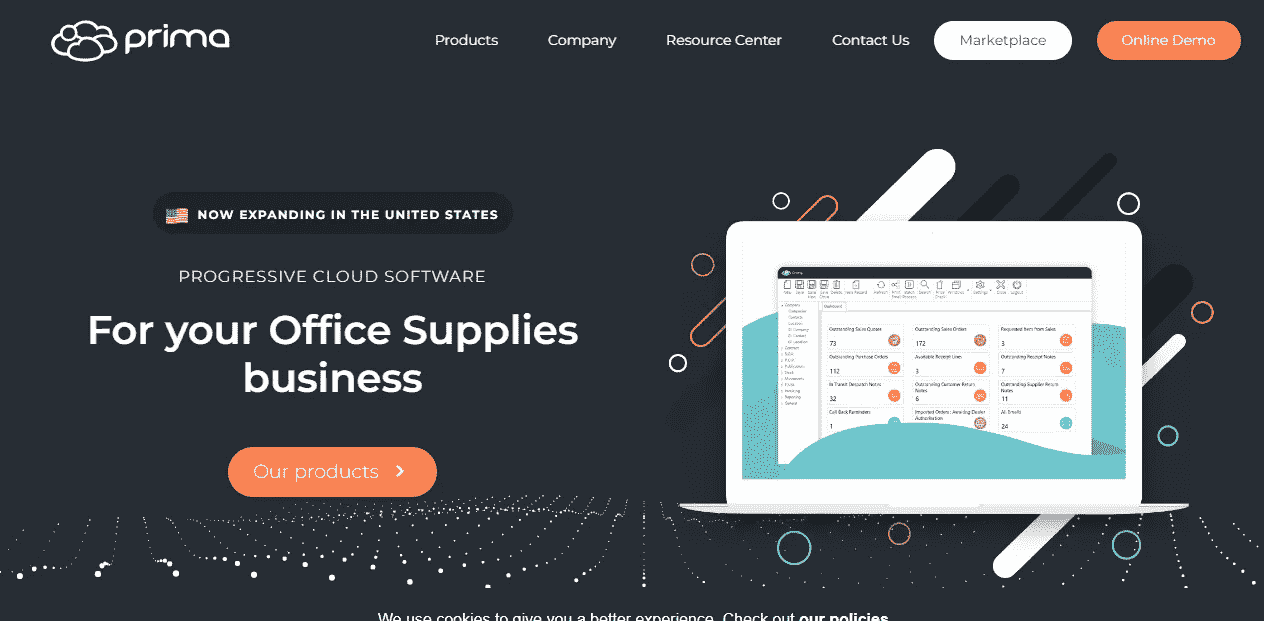 prima
Products Company Resource Center Contact Us Marketplace Online Demo
NOW EXPANDING IN THE UNITED STATES
PROGRESSIVE CLOUD SOFTWARE
For your Office Supplies
business
Our products
Dashboard
Outstanding Sales Quotes Outstanding Sales Orders Requested Item from Sales
73 172 3
Outstanding Purchase Orders Available Receipt Lines Outstanding Receipt Notes
112 3 7
In Transit Despatch Notes Outstanding Customer Return Notes Outstanding Supplier Return Notes
32 6 11
Call Back Reminders Imported Orders : Awaiting Dealer Authorisation All Emails
1 24
We use cookies to give you a better experience. Check out our policies